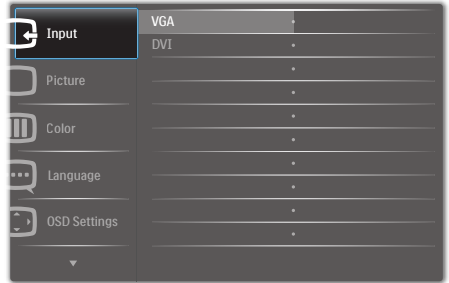 Input
VGA
DVI
Picture
Color
Language
OSD Settings